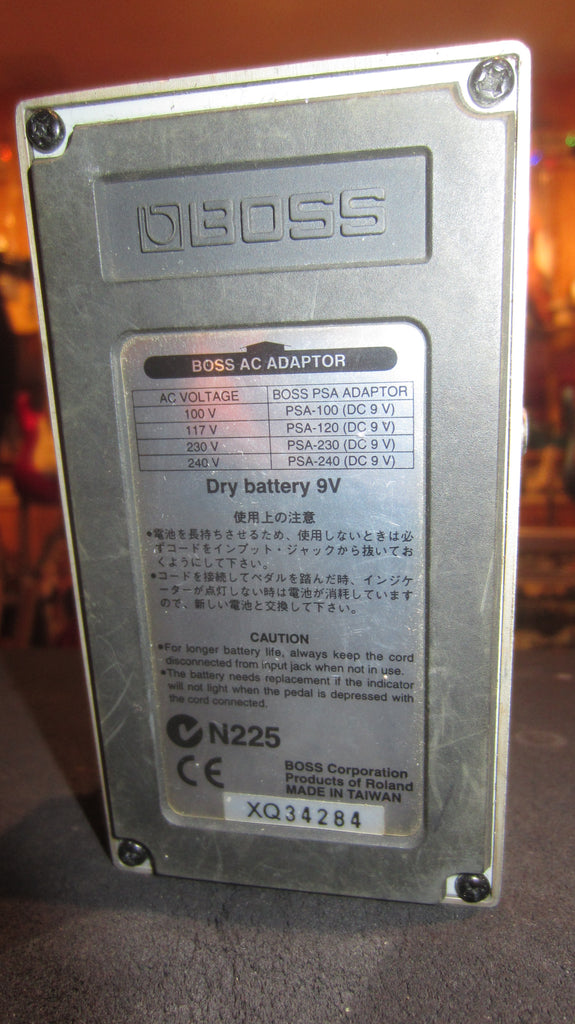 BOSS
BOSS AC ADAPTOR
AC VOLTAGE BOSS PSA ADAPTOR
100 V PSA-100 (DC 9 V)
117 V PSA-120 (DC 9 V)
230 V PSA-230 (DC 9 V)
240 V PSA-240 (DC 9 V)
Dry battery 9V
使用上の注意
•電池を長持ちさせるため、使用しないときは必
ずコードをインプット・ジャックから抜いてお
くようにして下さい。
•コードを接続してペダルを踏んだ時、インジケ
ーターが点灯しない時は電池が消耗しています
ので、新しい電池と交換して下さい。
CAUTION
•For longer battery life, always keep the cord
disconnected from input jack when not in use.
•The battery needs replacement if the indicator
will not light when the pedal is depressed with
the cord connected.
N225
CE
BOSS Corporation
Products of Roland
MADE IN TAIWAN
XQ34284